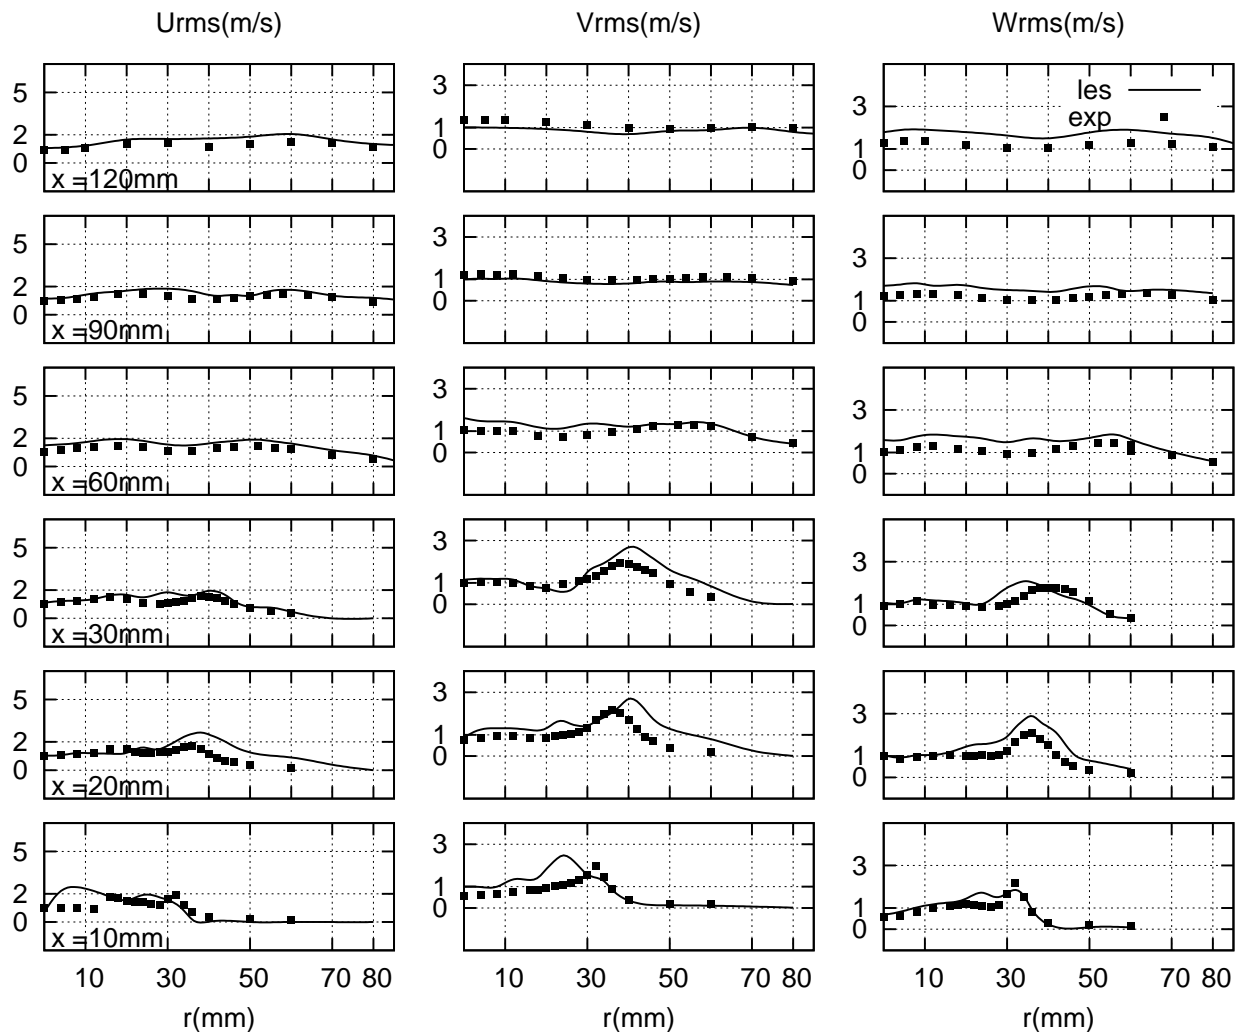 Urms(m/s) Vrms(m/s) Wrms(m/s)
5 2 0 x =120mm 3 1 0 3 1 0 les exp
5 2 0 x =90mm 3 1 0 3 1 0
5 2 0 x =60mm 3 1 0 3 1 0
5 2 0 x =30mm 3 1 0 3 1 0
5 2 0 x =20mm 3 1 0 3 1 0
5 2 0 x =10mm 3 1 0 3 1 0
10 30 50 70 80 10 30 50 70 80 10 30 50 70 80
r(mm) r(mm) r(mm)